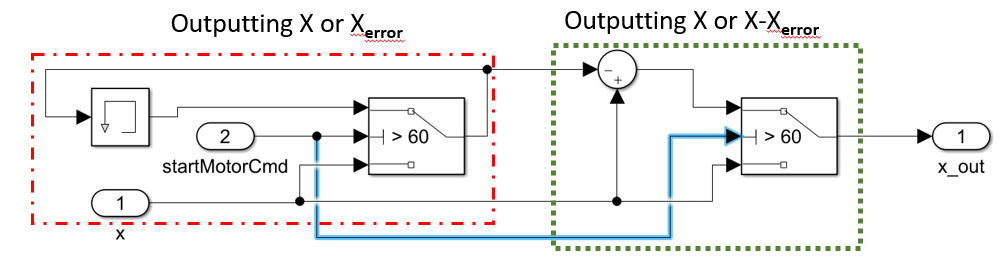 Outputting X or Xerror
Outputting X or X-Xerror
2
startMotorCmd
> 60
1
x
−
+
> 60
1
x_out